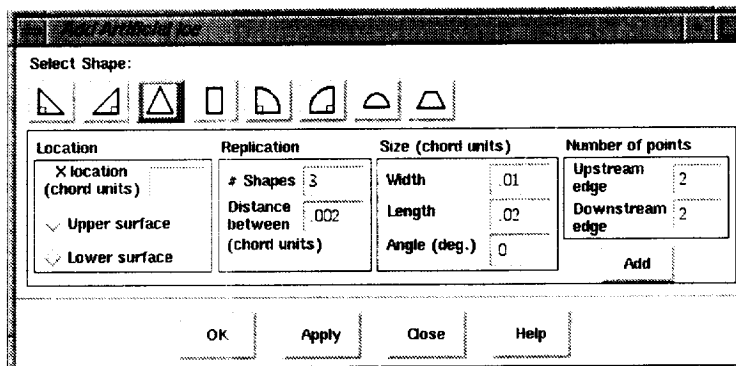 Add Artificial Ice
Select Shape:
Location
X location
(chord units)
Upper surface
Lower surface
Replication
# Shapes 3
Distance
between .002
(chord units)
Size (chord units)
Width .01
Length .02
Angle (deg.) 0
Number of points
Upstream
edge 2
Downstream
edge 2
Add
OK Apply Close Help